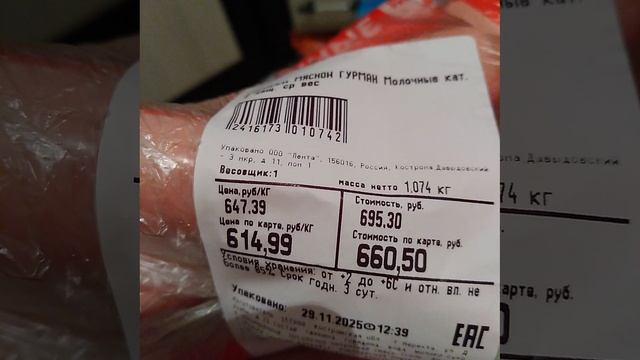 МЯСНОЙ ГУРМАН Молочные кат.
ср вес
2416173 010742
Упаковано ООО "Лента", 156016, Россия, Кострома Давыдовский
- 3 мкр, д 11, пом 1
Весовщик:1
масса нетто 1,074 кг
Цена, руб/КГ
647.39
Стоимость, руб.
695.30
Цена по карте, руб/КГ
614,99
Стоимость по карте, руб.
660,50
Условия хранения: от +2 до +6С и отн. вл. не
более 85% Срок годн. 3 сут.
Упаковано: 29.11.2025 12:39
EAC